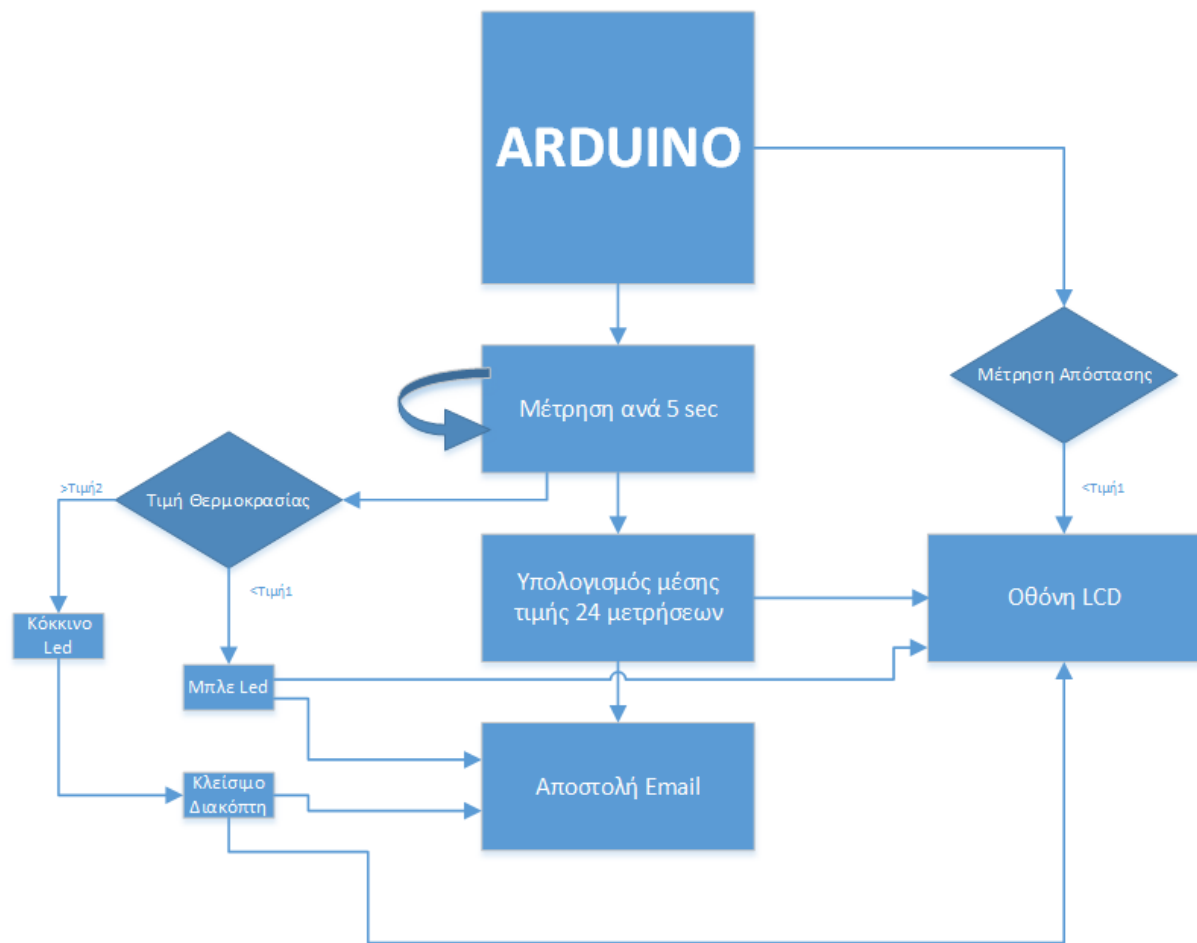 ARDUINO
Μέτρηση Απόστασης
Μέτρηση ανά 5 sec
>Τιμή2
Τιμή Θερμοκρασίας
<Τιμή1
<Τιμή1
Υπολογισμός μέσης
τιμής 24 μετρήσεων
Οθόνη LCD
Κόκκινο
Led
Μπλε Led
Κλείσιμο
Διακόπτη
Αποστολή Email